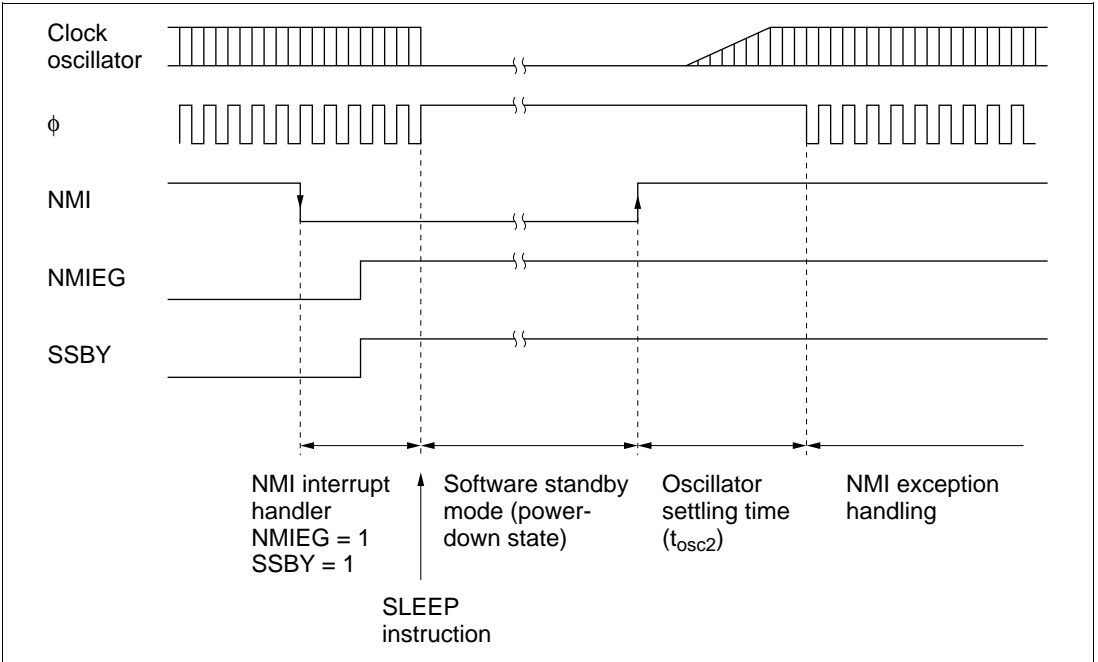 Clock
oscillator
φ
NMI
NMIEG
SSBY
NMI interrupt
handler
NMIEG = 1
SSBY = 1
Software standby
mode (power-
down state)
Oscillator
settling time
(tosc2)
NMI exception
handling
SLEEP
instruction